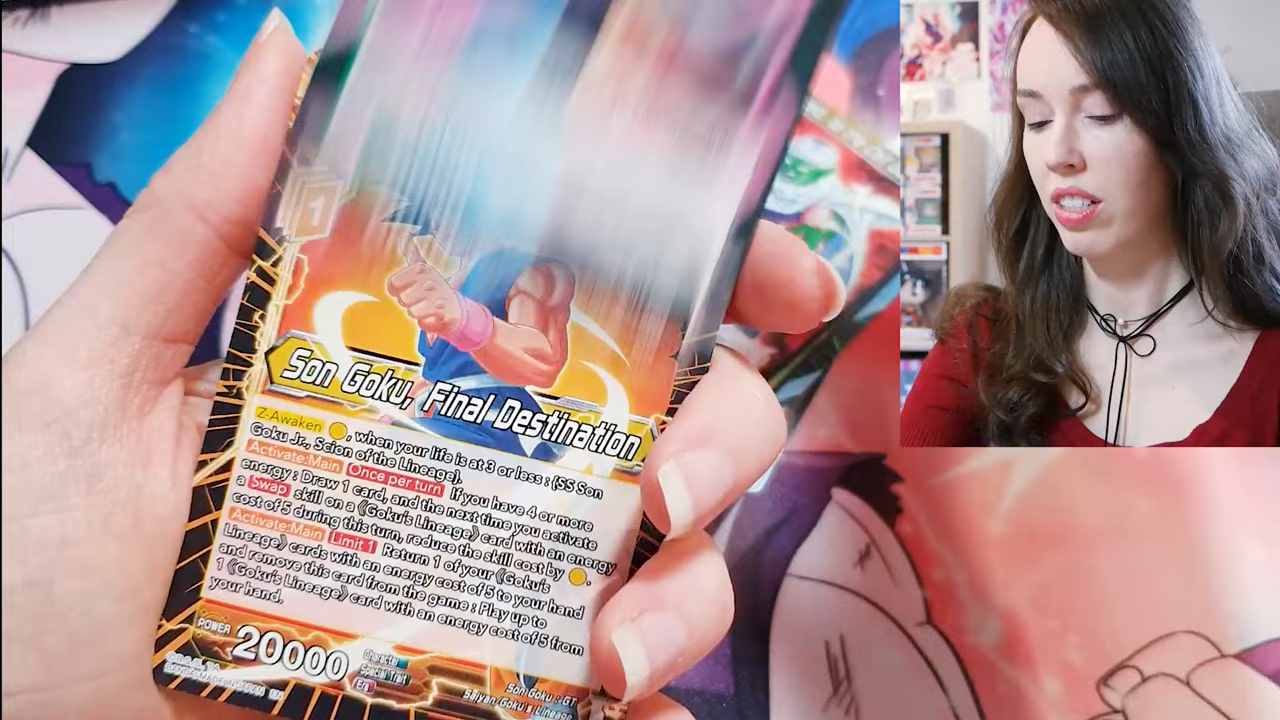 1
Son Goku, Final Destination
Z-Awaken , when your life is at 3 or less : {SS Son
Goku Jr., Scion of the Lineage}.
Activate:Main Once per turn If you have 4 or more
energy : Draw 1 card, and the next time you activate
a Swap skill on a 《Goku's Lineage》 card with an energy
cost of 5 during this turn, reduce the skill cost by .
Activate:Main Limit 1 Return 1 of your 《Goku's
Lineage》 cards with an energy cost of 5 to your hand
and remove this card from the game : Play up to
1 《Goku's Lineage》 card with an energy cost of 5 from
your hand.
POWER 20000
Character Son Goku : GT
Special Trait Saiyan/Goku's Lineage
Era
BANDAI MADE IN JAPAN